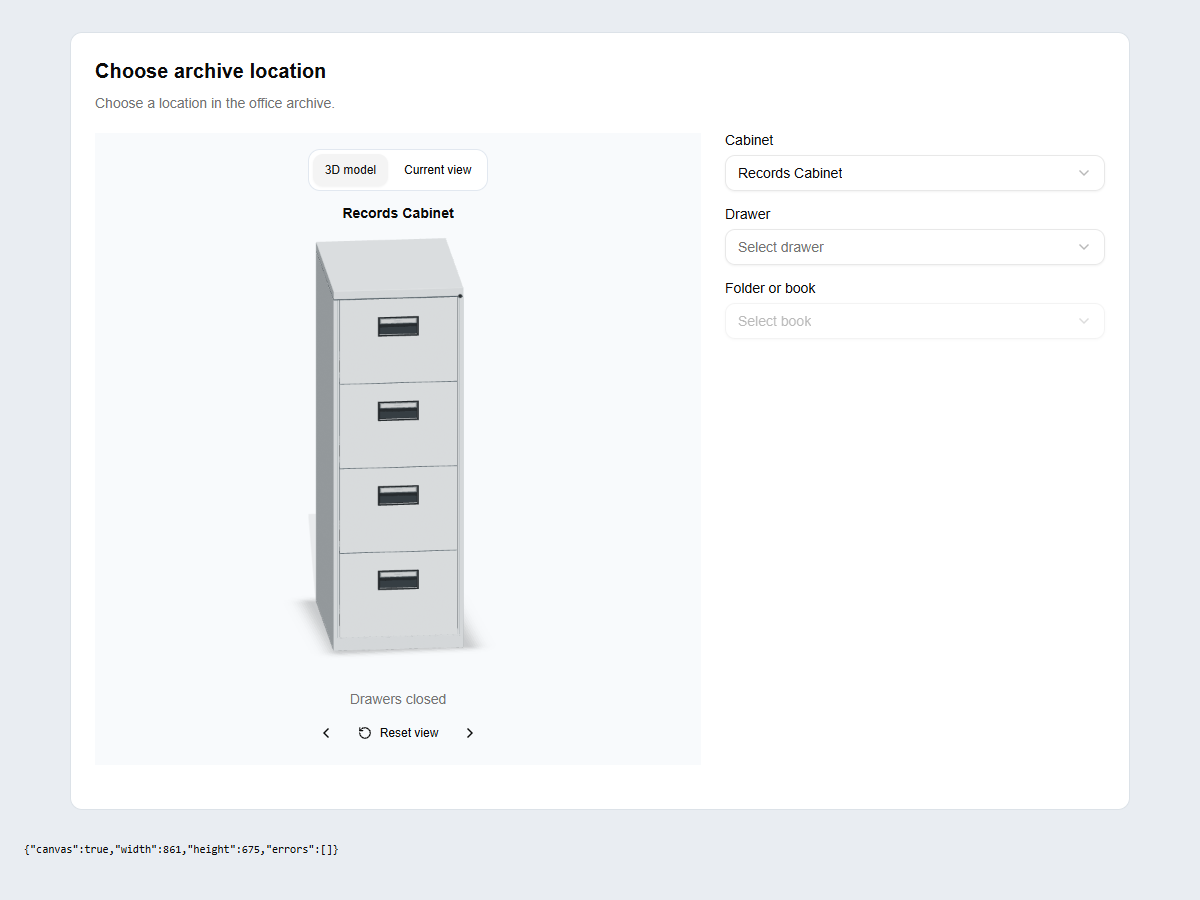 Choose archive location
Choose a location in the office archive.
3D model
Current view
Records Cabinet
Drawers closed
Reset view
Cabinet
Records Cabinet
Drawer
Select drawer
Folder or book
Select book
{"canvas":true,"width":861,"height":675,"errors":[]}